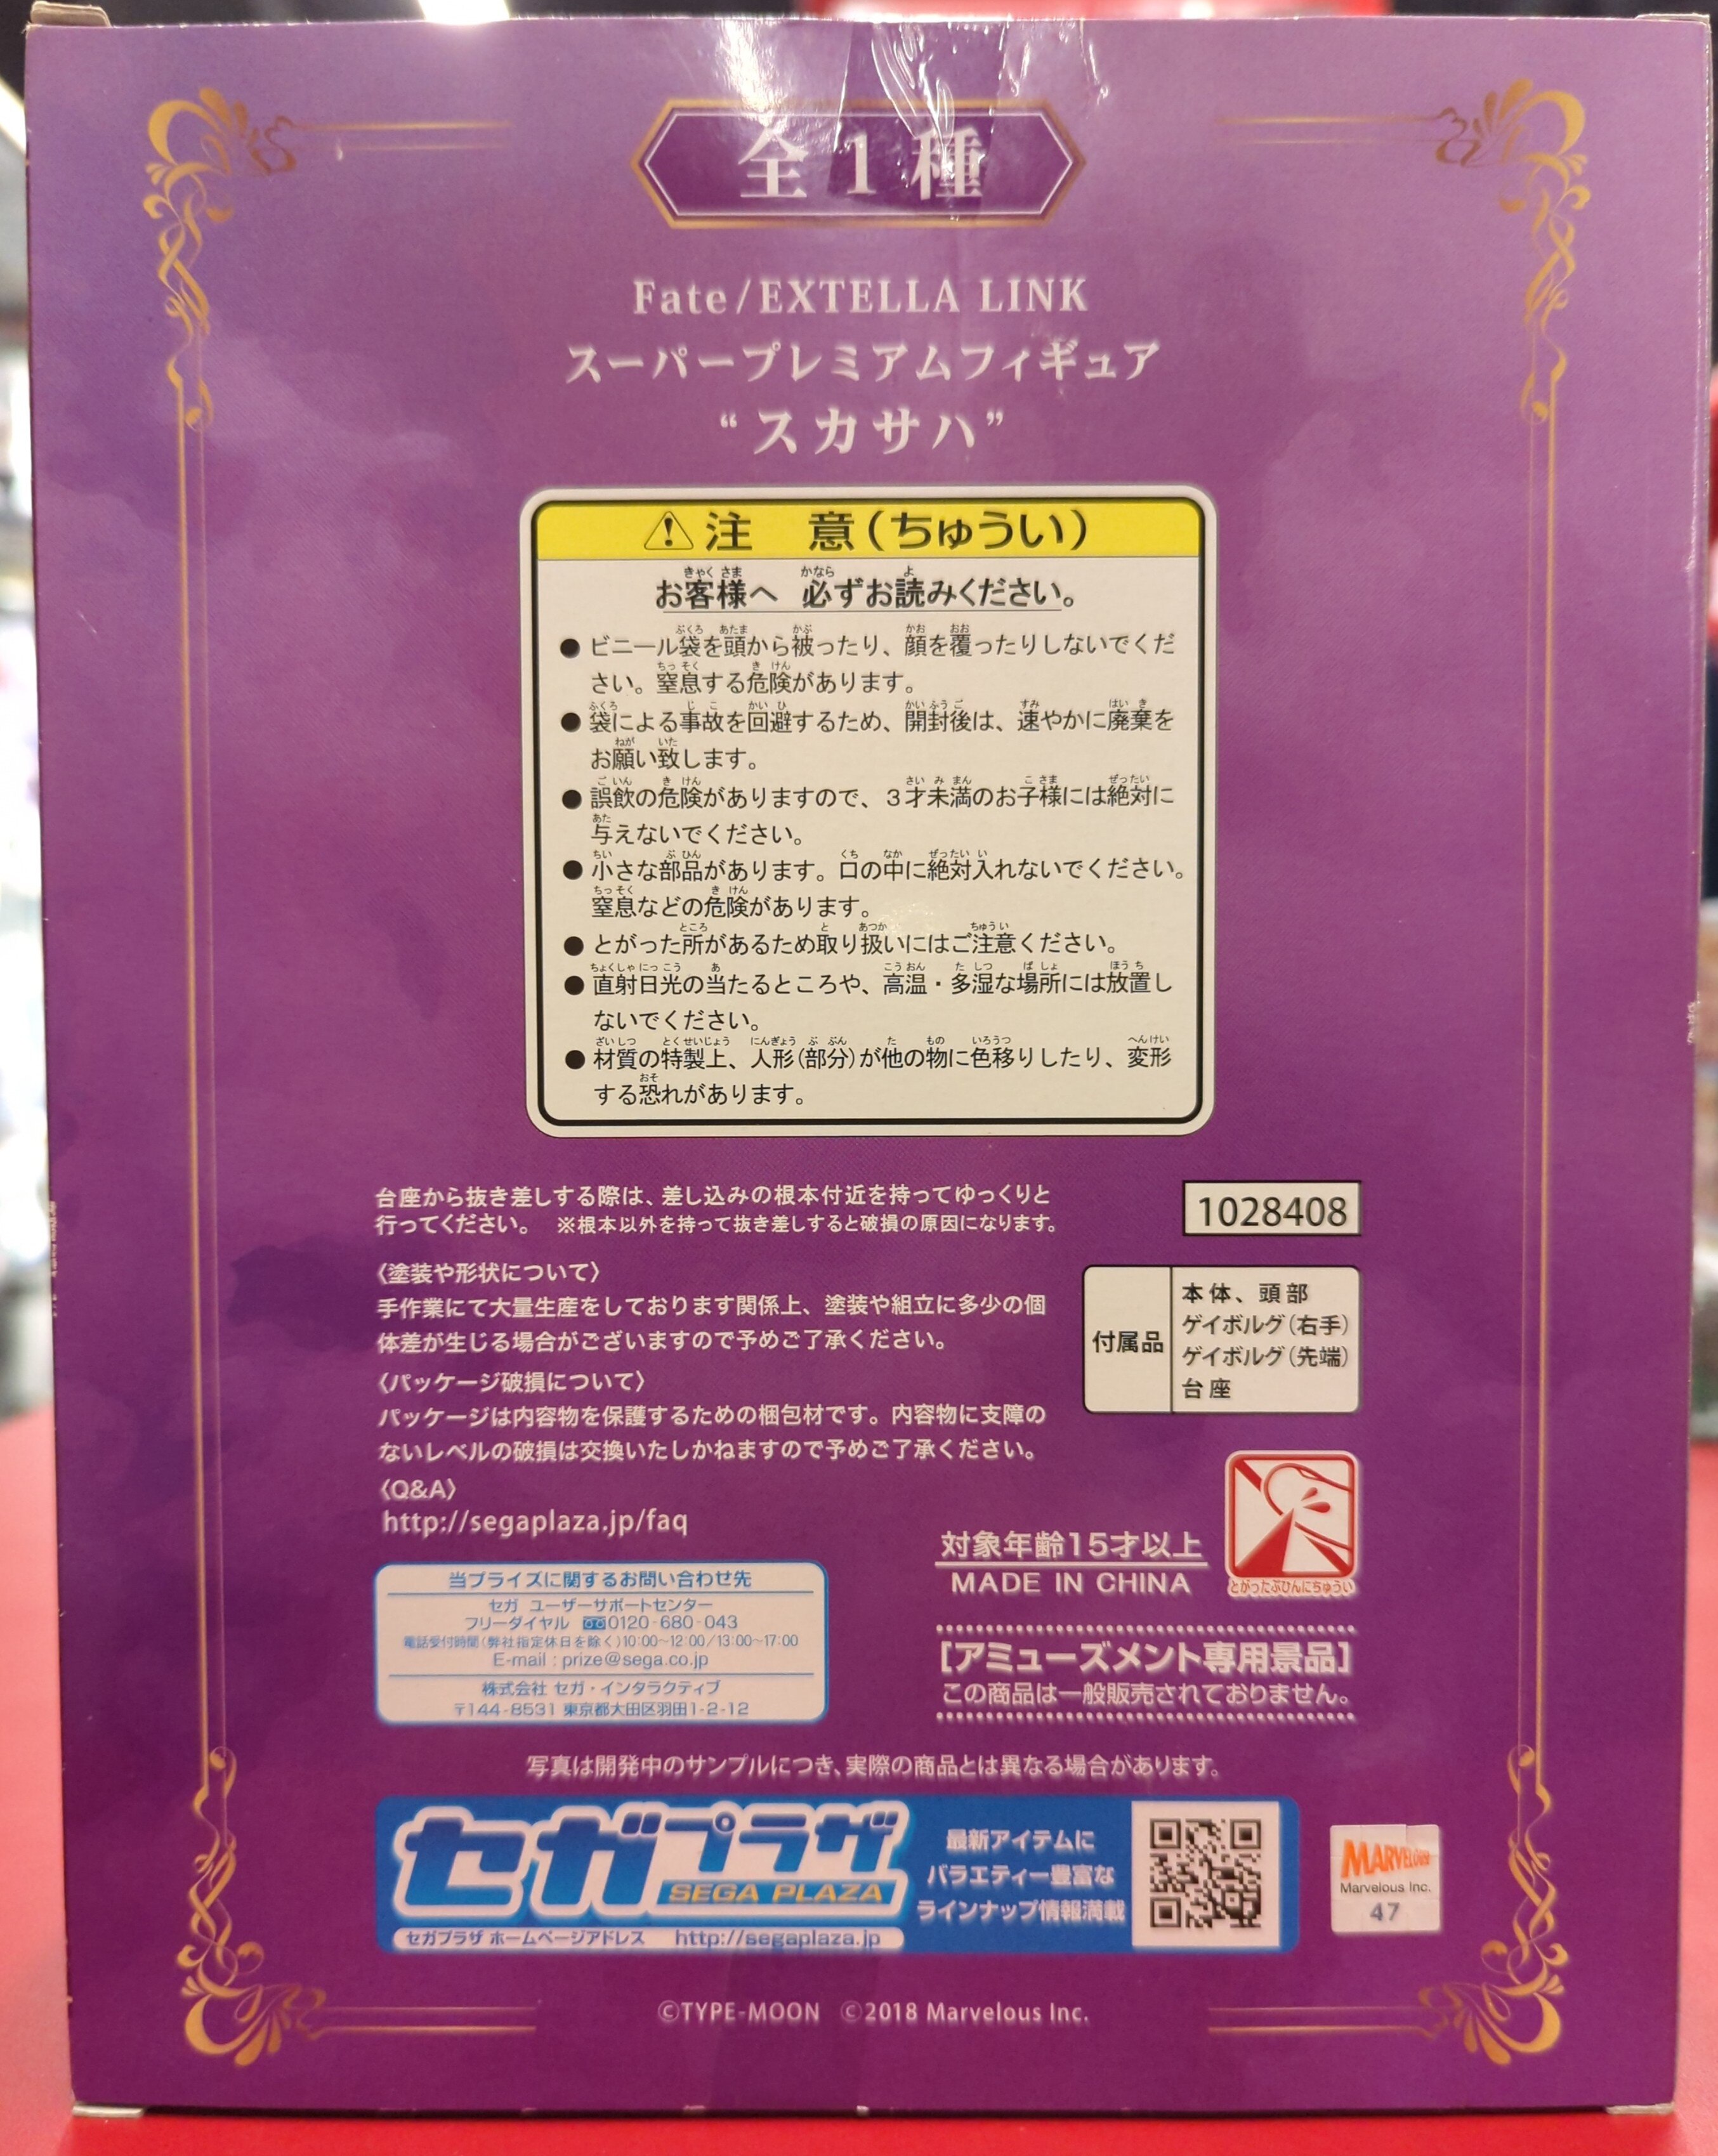 全1種
Fate/EXTELLA LINK
スーパープレミアムフィギュア
“スカサハ”
注　意(ちゅうい)
お客様へ 必ずお読みください。
● ビニール袋を頭から被ったり、顔を覆ったりしないでくだ
さい。窒息する危険があります。
● 袋による事故を回避するため、開封後は、速やかに廃棄を
お願い致します。
● 誤飲の危険がありますので、3才未満のお子様には絶対に
与えないでください。
● 小さな部品があります。口の中に絶対入れないでください。
窒息などの危険があります。
● とがった所があるため取り扱いにはご注意ください。
● 直射日光の当たるところや、高温・多湿な場所には放置し
ないでください。
● 材質の特製上、人形(部分)が他の物に色移りしたり、変形
する恐れがあります。
台座から抜き差しする際は、差し込みの根本付近を持ってゆっくりと
行ってください。 ※根本以外を持って抜き差しすると破損の原因になります。
1028408
〈塗装や形状について〉
手作業にて大量生産をしております関係上、塗装や組立に多少の個
体差が生じる場合がございますので予めご了承ください。
〈パッケージ破損について〉
パッケージは内容物を保護するための梱包材です。内容物に支障の
ないレベルの破損は交換いたしかねますので予めご了承ください。
〈Q&A〉
http://segaplaza.jp/faq
付属品
本体、頭部
ゲイボルグ(右手)
ゲイボルグ(先端)
台座
対象年齢15才以上
MADE IN CHINA
とがったぶひんにちゅうい
当プライズに関するお問い合わせ先
セガ ユーザーサポートセンター
フリーダイヤル 0120-680-043
電話受付時間(弊社指定休日を除く)10:00~12:00/13:00~17:00
E-mail : prize@sega.co.jp
株式会社 セガ・インタラクティブ
〒144-8531 東京都大田区羽田1-2-12
[アミューズメント専用景品]
この商品は一般販売されておりません。
写真は開発中のサンプルにつき、実際の商品とは異なる場合があります。
セガプラザ
SEGA PLAZA
セガプラザ ホームページアドレス http://segaplaza.jp
最新アイテムに
バラエティー豊富な
ラインナップ情報満載
MARVELOUS!
Marvelous Inc.
47
©TYPE-MOON ©2018 Marvelous Inc.